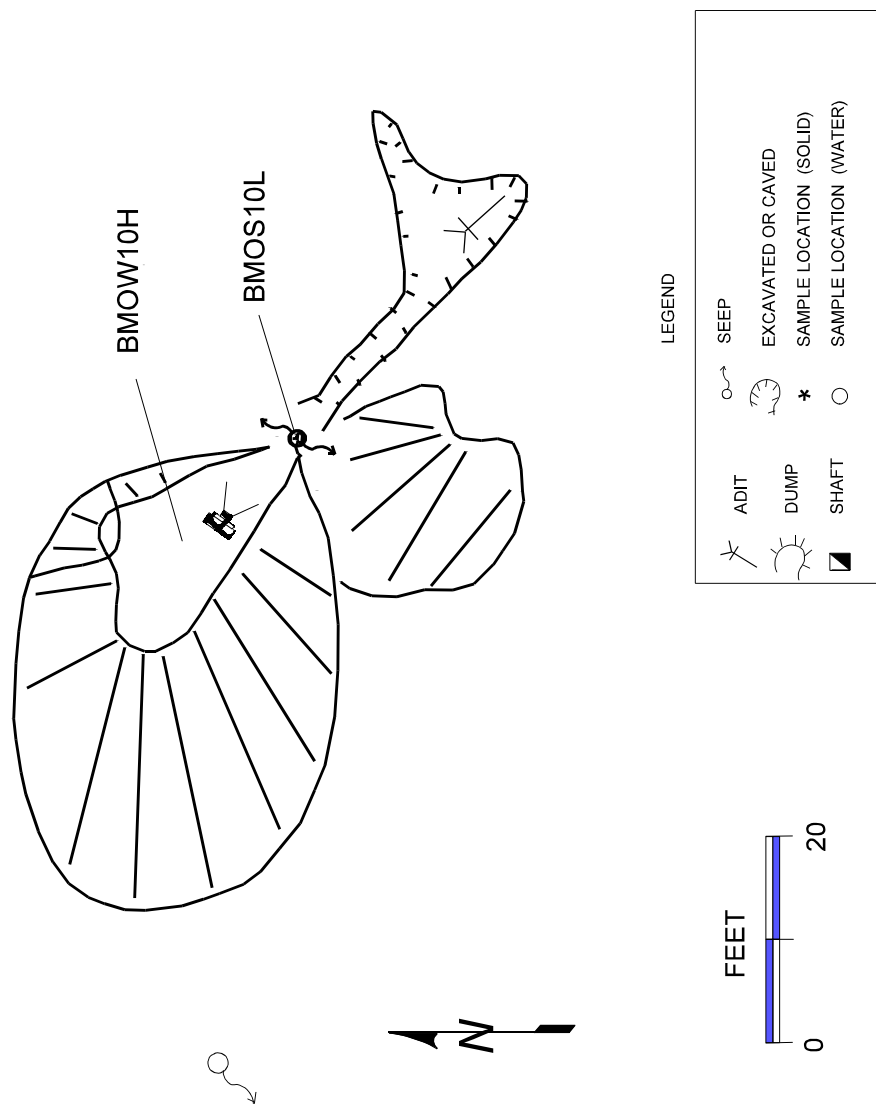 BMOW10H
BMOS10L
LEGEND
ADIT
SEEP
DUMP
EXCAVATED OR CAVED
SAMPLE LOCATION (SOLID)
SHAFT
SAMPLE LOCATION (WATER)
FEET
0
20
N